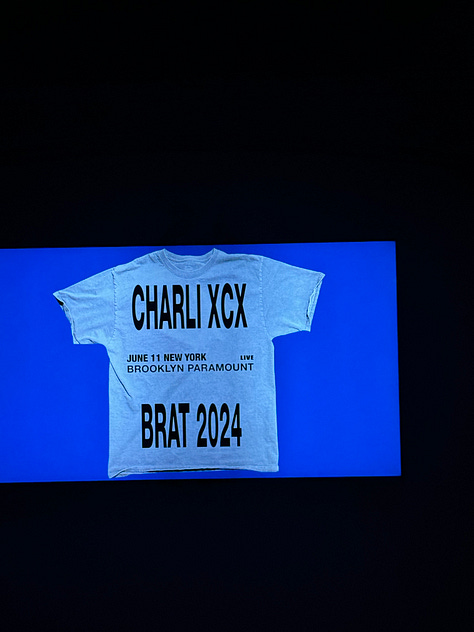 CHARLI XCX
JUNE 11 NEW YORK LIVE
BROOKLYN PARAMOUNT
BRAT 2024